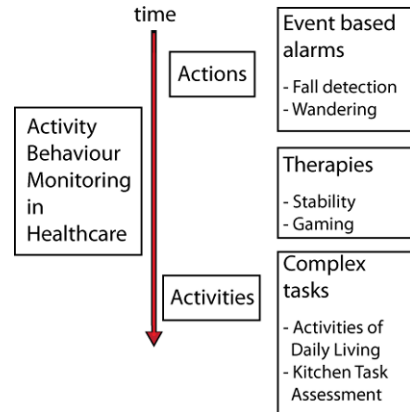 time
Actions
Activity
Behaviour
Monitoring
in
Healthcare
Activities
Event based
alarms
- Fall detection
- Wandering
Therapies
- Stability
- Gaming
Complex
tasks
- Activities of
Daily Living
- Kitchen Task
Assessment